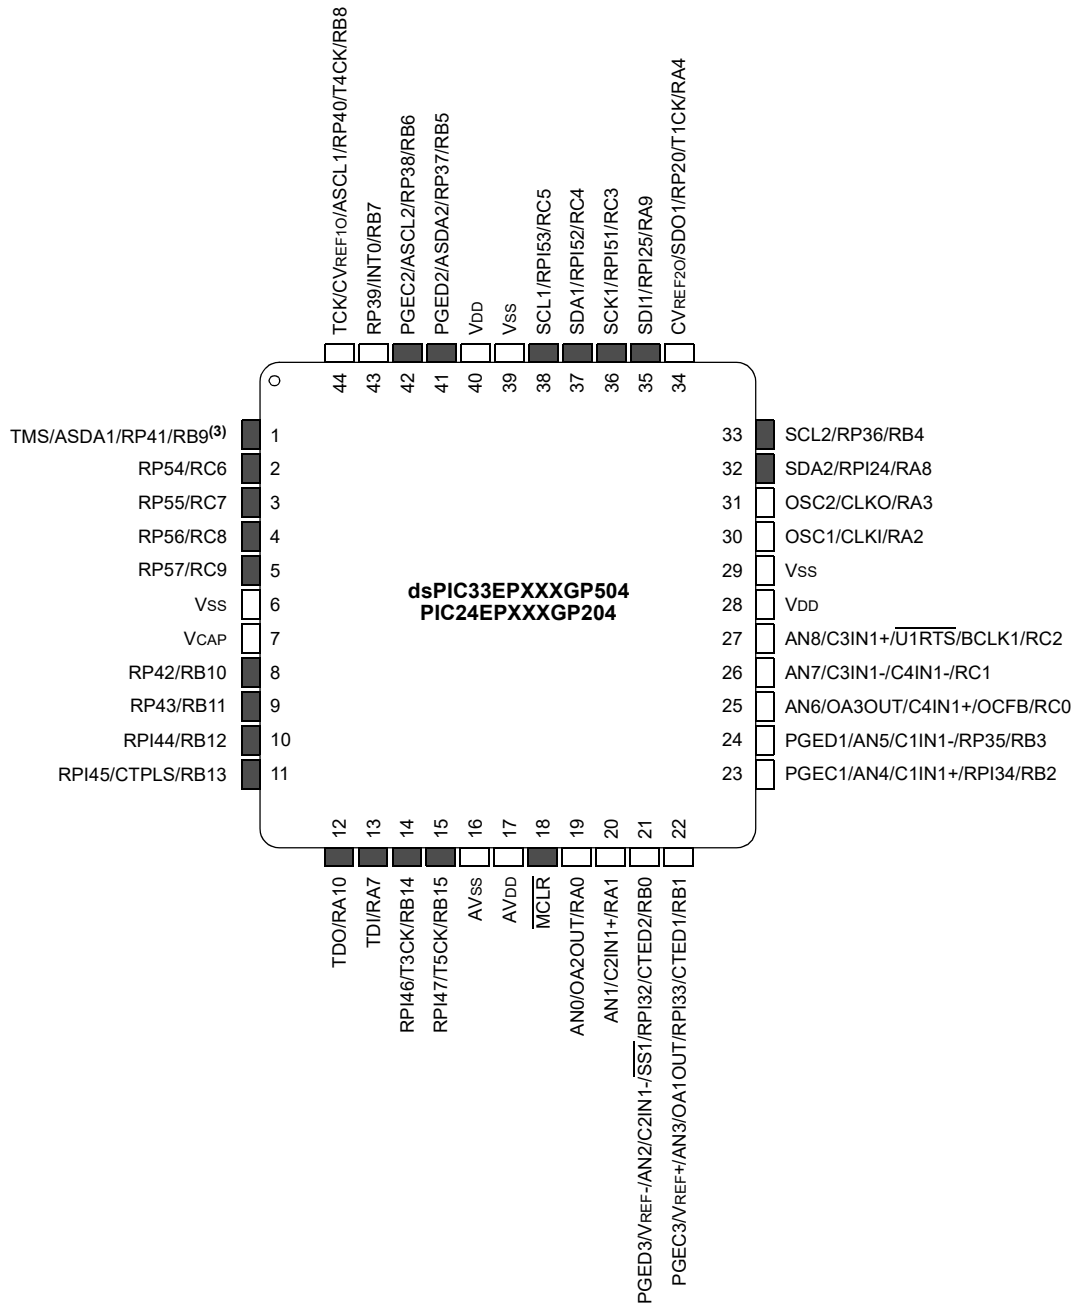 TCK/CVREF1O/ASCL1/RP40/T4CK/RB8
RP39/INT0/RB7
PGEC2/ASCL2/RP38/RB6
PGED2/ASDA2/RP37/RB5
VDD
VSS
SCL1/RPI53/RC5
SDA1/RPI52/RC4
SCK1/RPI51/RC3
SDI1/RPI25/RA9
CVREF2O/SDO1/RP20/T1CK/RA4
44
43
42
41
40
39
38
37
36
35
34
TMS/ASDA1/RP41/RB9(3) 1
RP54/RC6 2
RP55/RC7 3
RP56/RC8 4
RP57/RC9 5
VSS 6
VCAP 7
RP42/RB10 8
RP43/RB11 9
RPI44/RB12 10
RPI45/CTPLS/RB13 11
dsPIC33EPXXXGP504
PIC24EPXXXGP204
33 SCL2/RP36/RB4
32 SDA2/RPI24/RA8
31 OSC2/CLKO/RA3
30 OSC1/CLKI/RA2
29 VSS
28 VDD
27 AN8/C3IN1+/U1RTS/BCLK1/RC2
26 AN7/C3IN1-/C4IN1-/RC1
25 AN6/OA3OUT/C4IN1+/OCFB/RC0
24 PGED1/AN5/C1IN1-/RP35/RB3
23 PGEC1/AN4/C1IN1+/RPI34/RB2
12
13
14
15
16
17
18
19
20
21
22
TDO/RA10
TDI/RA7
RPI46/T3CK/RB14
RPI47/T5CK/RB15
AVSS
AVDD
MCLR
AN0/OA2OUT/RA0
AN1/C2IN1+/RA1
PGED3/VREF-/AN2/C2IN1-/SS1/RPI32/CTED2/RB0
PGEC3/VREF+/AN3/OA1OUT/RPI33/CTED1/RB1